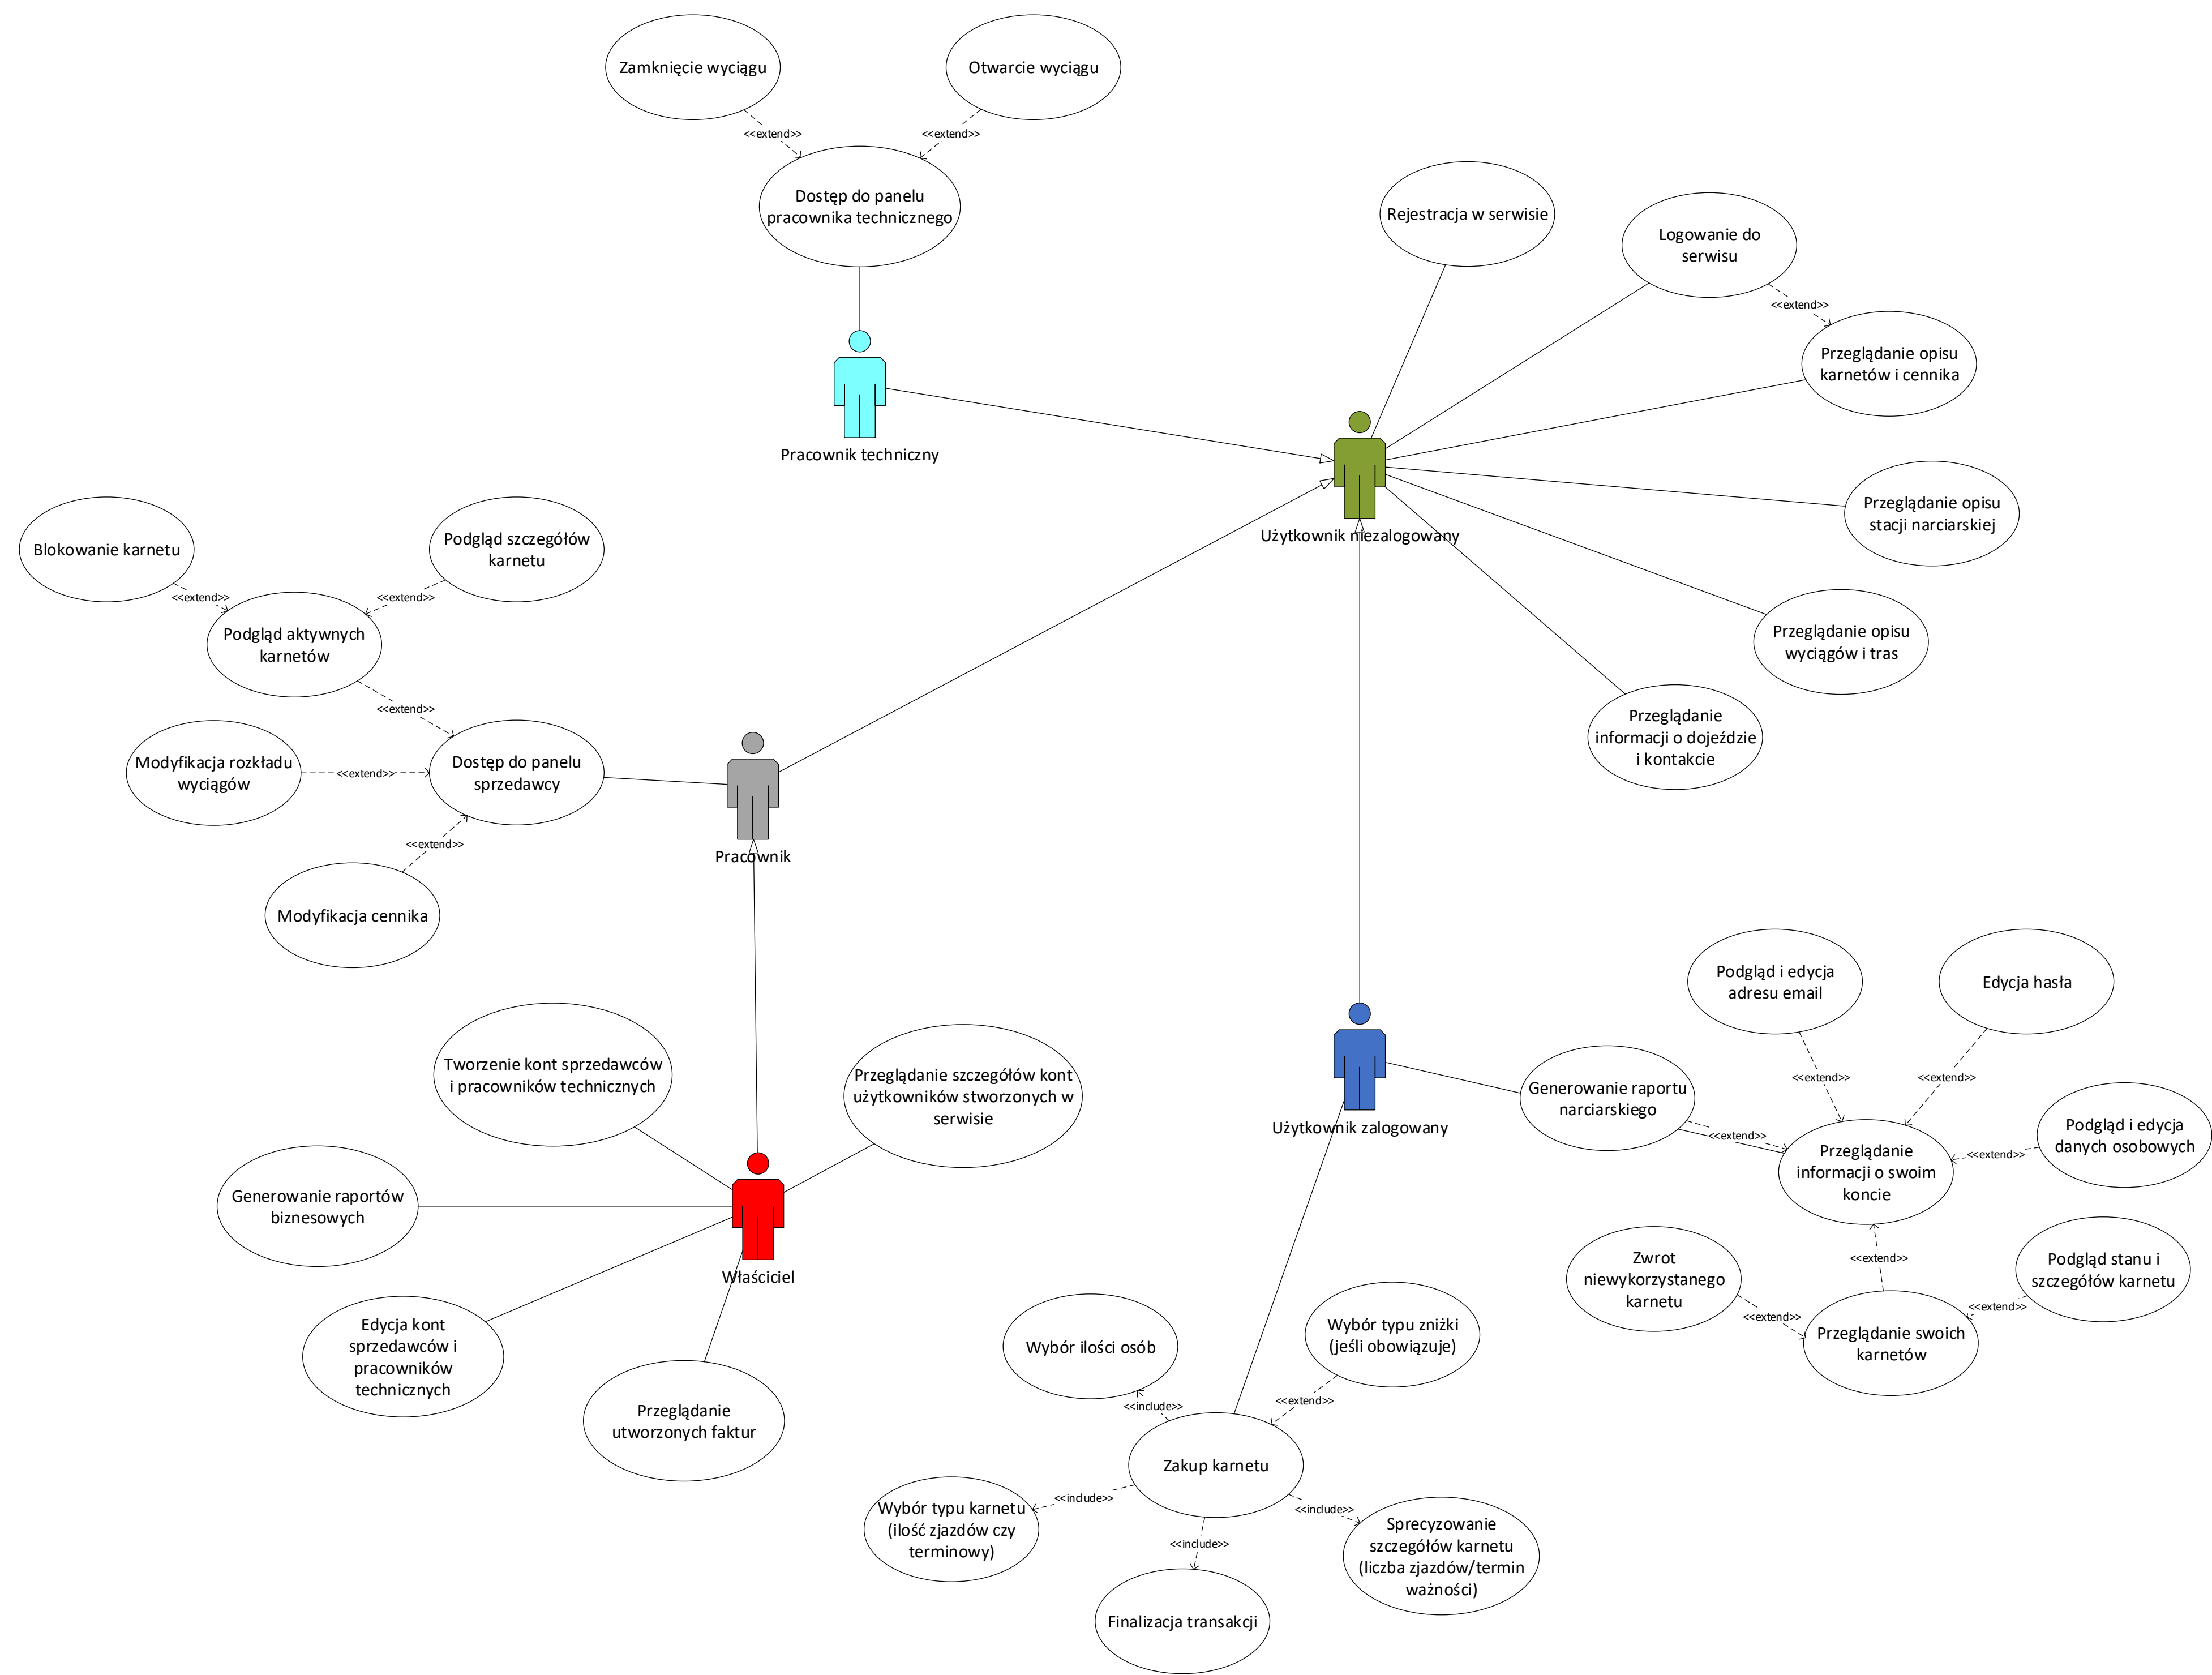 Zamknięcie wyciągu
Otwarcie wyciągu
<<extend>>
<<extend>>
Dostęp do panelu
pracownika technicznego
Rejestracja w serwisie
Logowanie do
serwisu
<<extend>>
Przeglądanie opisu
karnetów i cennika
Pracownik techniczny
Przeglądanie opisu
stacji narciarskiej
Użytkownik niezalogowany
Blokowanie karnetu
Podgląd szczegółów
karnetu
<<extend>>
<<extend>>
Podgląd aktywnych
karnetów
Przeglądanie opisu
wyciągów i tras
<<extend>>
Przeglądanie
informacji o dojeździe
i kontakcie
Modyfikacja rozkładu
wyciągów
<<extend>>
Dostęp do panelu
sprzedawcy
<<extend>>
Pracownik
Modyfikacja cennika
Podgląd i edycja
adresu email
Edycja hasła
Tworzenie kont sprzedawców
i pracowników technicznych
Przeglądanie szczegółów kont
użytkowników stworzonych w
serwisie
<<extend>>
<<extend>>
Generowanie raportu
narciarskiego
Użytkownik zalogowany
<<extend>>
Podgląd i edycja
danych osobowych
<<extend>>
Przeglądanie
informacji o swoim
koncie
Generowanie raportów
biznesowych
Właściciel
<<extend>>
Zwrot
niewykorzystanego
karnetu
Podgląd stanu i
szczegółów karnetu
<<extend>>
<<extend>>
Przeglądanie swoich
karnetów
Edycja kont
sprzedawców i
pracowników
technicznych
Wybór ilości osób
Wybór typu zniżki
(jeśli obowiązuje)
<<include>>
<<extend>>
Przeglądanie
utworzonych faktur
Zakup karnetu
<<include>>
<<include>>
Wybór typu karnetu
(ilość zjazdów czy
terminowy)
Sprecyzowanie
szczegółów karnetu
(liczba zjazdów/termin
ważności)
<<include>>
Finalizacja transakcji